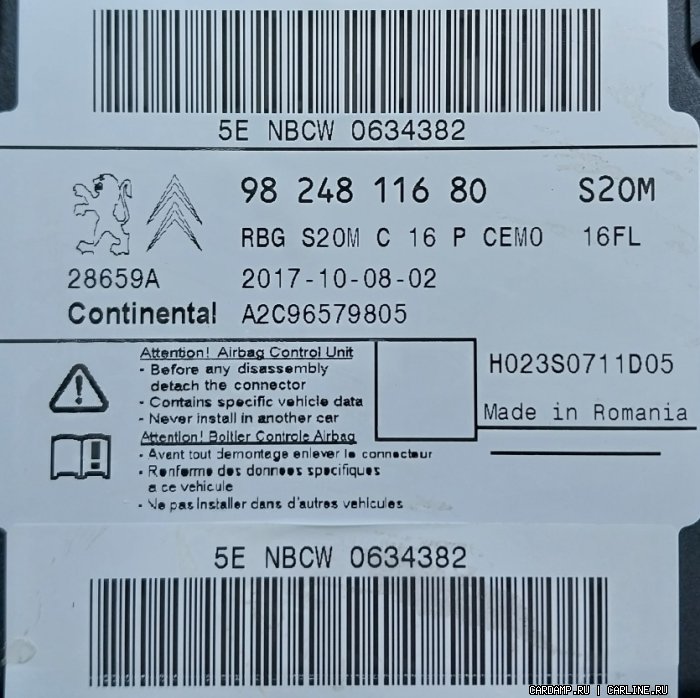 5E NBCW 0634382
98 248 116 80 S20M
RBG S20M C 16 P CEMO 16FL
28659A 2017-10-08-02
Continental A2C96579805
Attention! Airbag Control Unit
- Before any disassembly
detach the connector
- Contains specific vehicle data
- Never install in another car
H023S0711D05
Made in Romania
Attention! Boîtier Controle Airbag
- Avant tout demontage enlever le connecteur
- Renferme des donnees specifiques
a ce vehicule
- Ne pas installer dans d'autres vehicules
5E NBCW 0634382
CARDAMP.RU | CARLINE.RU